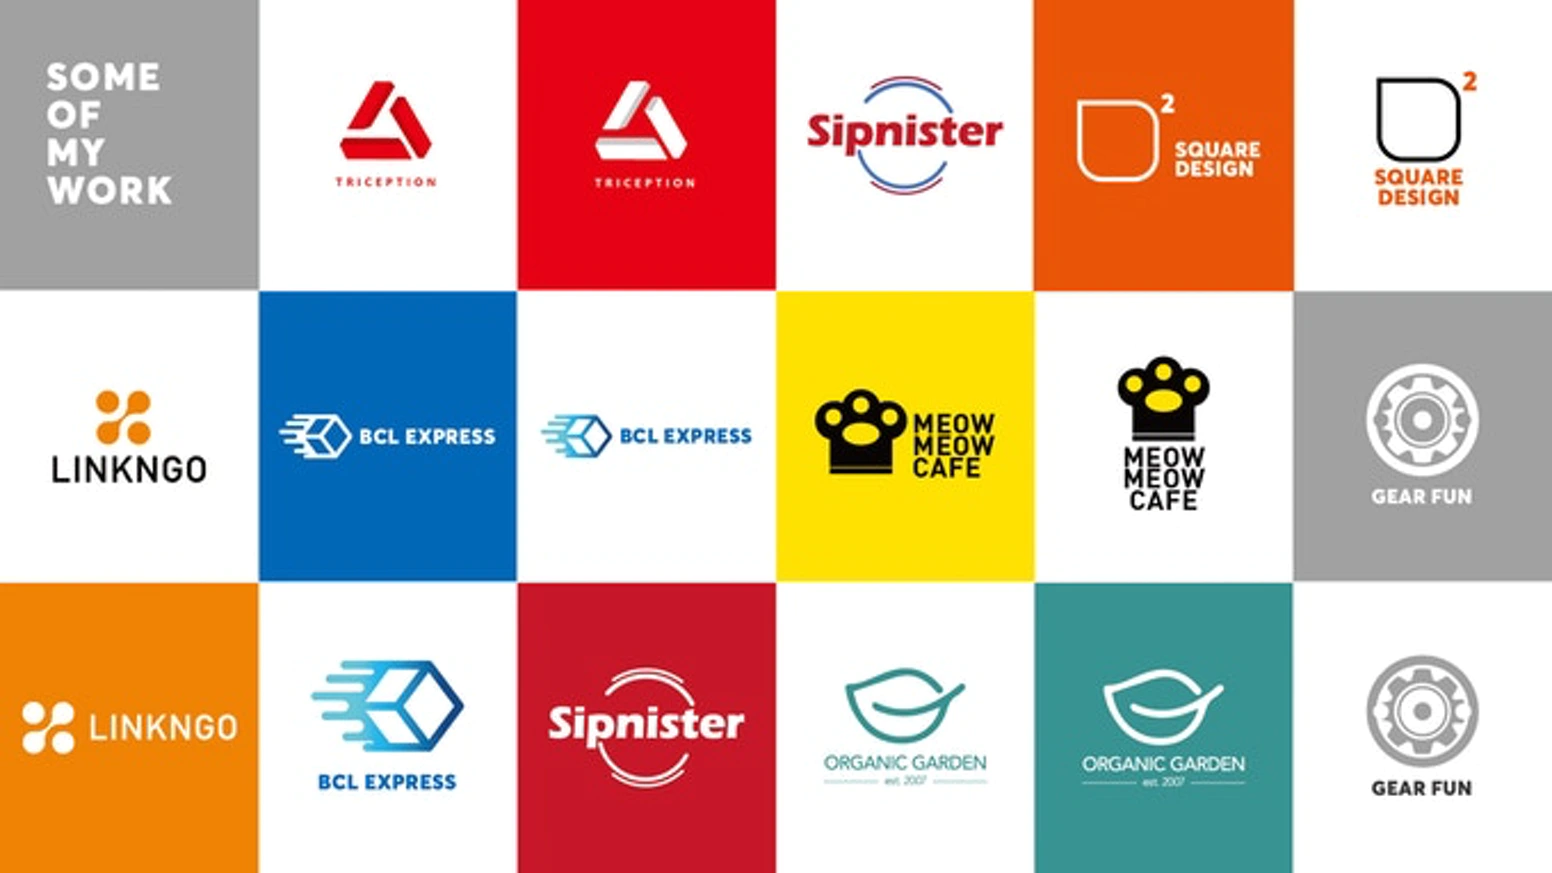 SOME
OF
MY
WORK
TRICEPTION
TRICEPTION
Sipnister
2
SQUARE
DESIGN
2
SQUARE
DESIGN
LINKNGO
BCL EXPRESS
BCL EXPRESS
MEOW
MEOW
CAFE
MEOW
MEOW
CAFE
GEAR FUN
LINKNGO
BCL EXPRESS
Sipnister
ORGANIC GARDEN
est. 2007
ORGANIC GARDEN
est. 2007
GEAR FUN